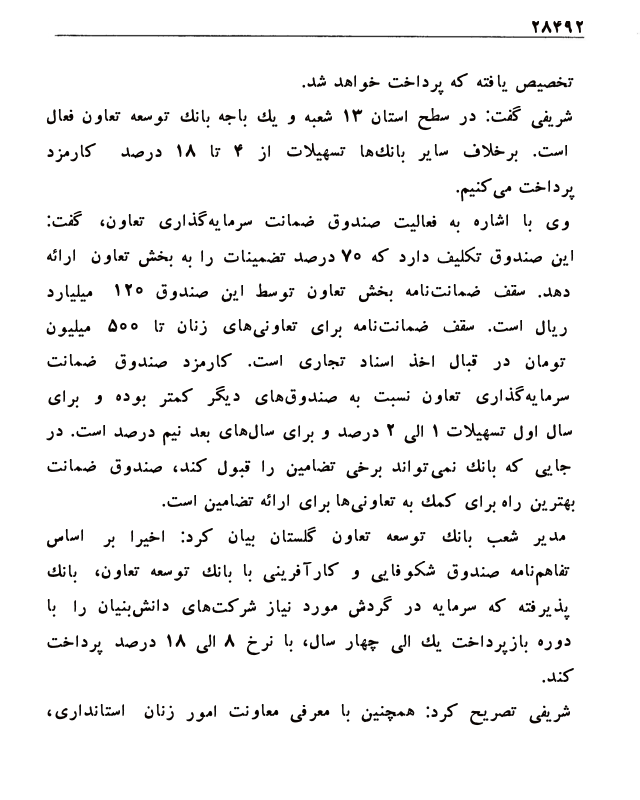 ۲۸۴۹۲
تخصیص یافته که پرداخت خواهد شد.
شریفی گفت: در سطح استان ۱۳ شعبه و یك باجه بانك توسعه تعاون فعال
است. برخلاف سایر بانك‌ها تسهیلات از ۴ تا ۱۸ درصد کارمزد
پرداخت می‌کنیم.
وی با اشاره به فعالیت صندوق ضمانت سرمایه‌گذاری تعاون، گفت:
این صندوق تکلیف دارد که ۷۰ درصد تضمینات را به بخش تعاون ارائه
دهد. سقف ضمانت‌نامه بخش تعاون توسط این صندوق ۱۲۰ میلیارد
ریال است. سقف ضمانت‌نامه برای تعاونی‌های زنان تا ۵۰۰ میلیون
تومان در قبال اخذ اسناد تجاری است. کارمزد صندوق ضمانت
سرمایه‌گذاری تعاون نسبت به صندوق‌های دیگر کمتر بوده و برای
سال اول تسهیلات ۱ الی ۲ درصد و برای سال‌های بعد نیم درصد است. در
جایی که بانك نمی‌تواند برخی تضامین را قبول کند، صندوق ضمانت
بهترین راه برای کمك به تعاونی‌ها برای ارائه تضامین است.
مدیر شعب بانك توسعه تعاون گلستان بیان کرد: اخیرا بر اساس
تفاهم‌نامه صندوق شکوفایی و کارآفرینی با بانك توسعه تعاون، بانك
پذیرفته که سرمایه در گردش مورد نیاز شرکت‌های دانش‌بنیان را با
دوره بازپرداخت یك الی چهار سال، با نرخ ۸ الی ۱۸ درصد پرداخت
کند.
شریفی تصریح کرد: همچنین با معرفی معاونت امور زنان استانداری،